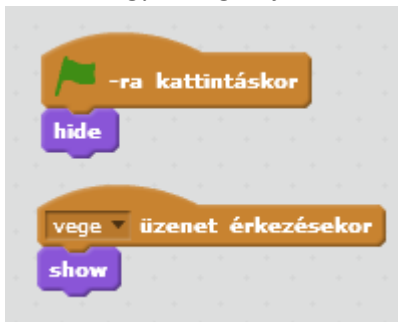 -ra kattintáskor
hide
vege üzenet érkezésekor
show